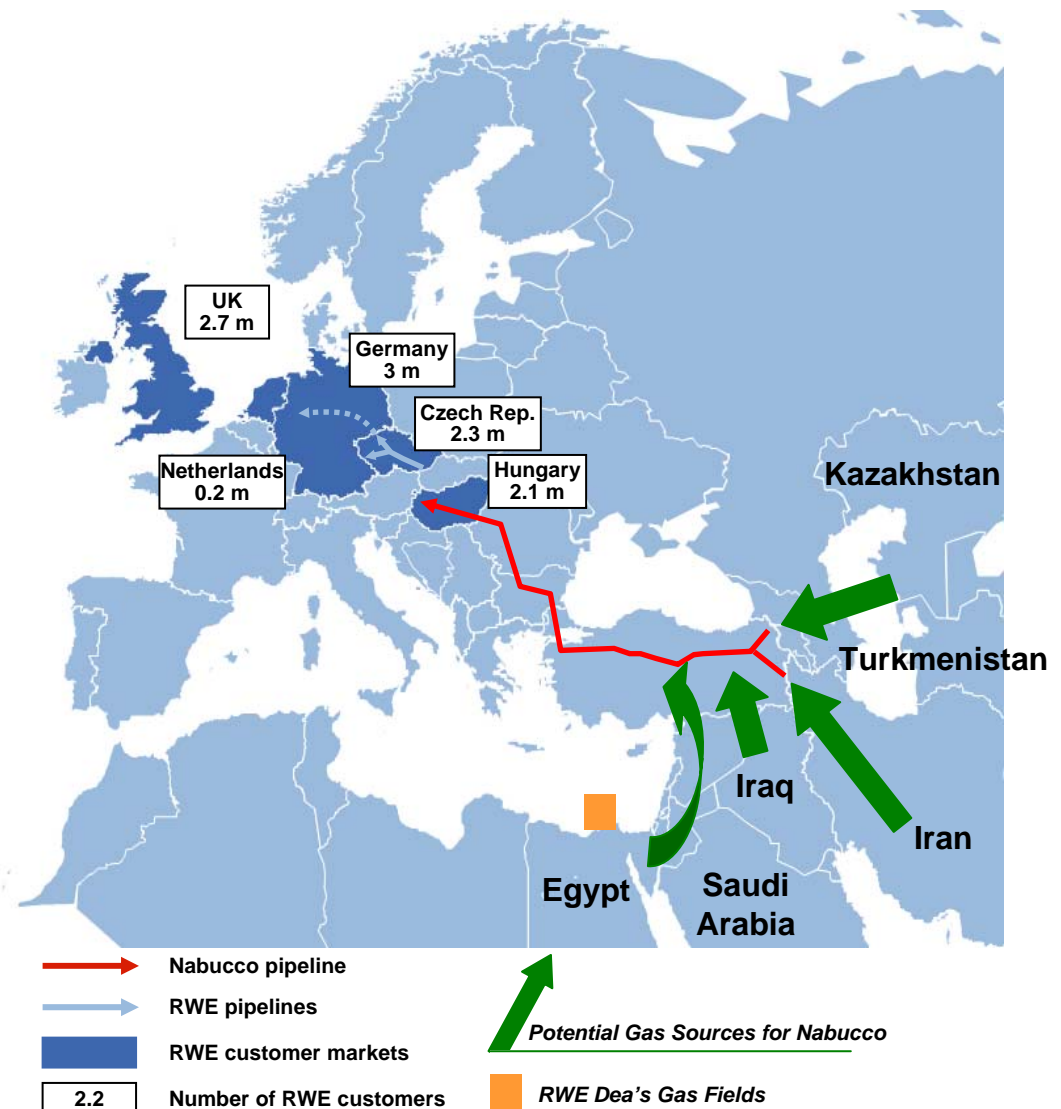 UK
2.7 m
Germany
3 m
Czech Rep.
2.3 m
Netherlands
0.2 m
Hungary
2.1 m
Kazakhstan
Turkmenistan
Iraq
Iran
Egypt
Saudi
Arabia
Nabucco pipeline
RWE pipelines
RWE customer markets
2.2
Number of RWE customers
Potential Gas Sources for Nabucco
RWE Dea's Gas Fields